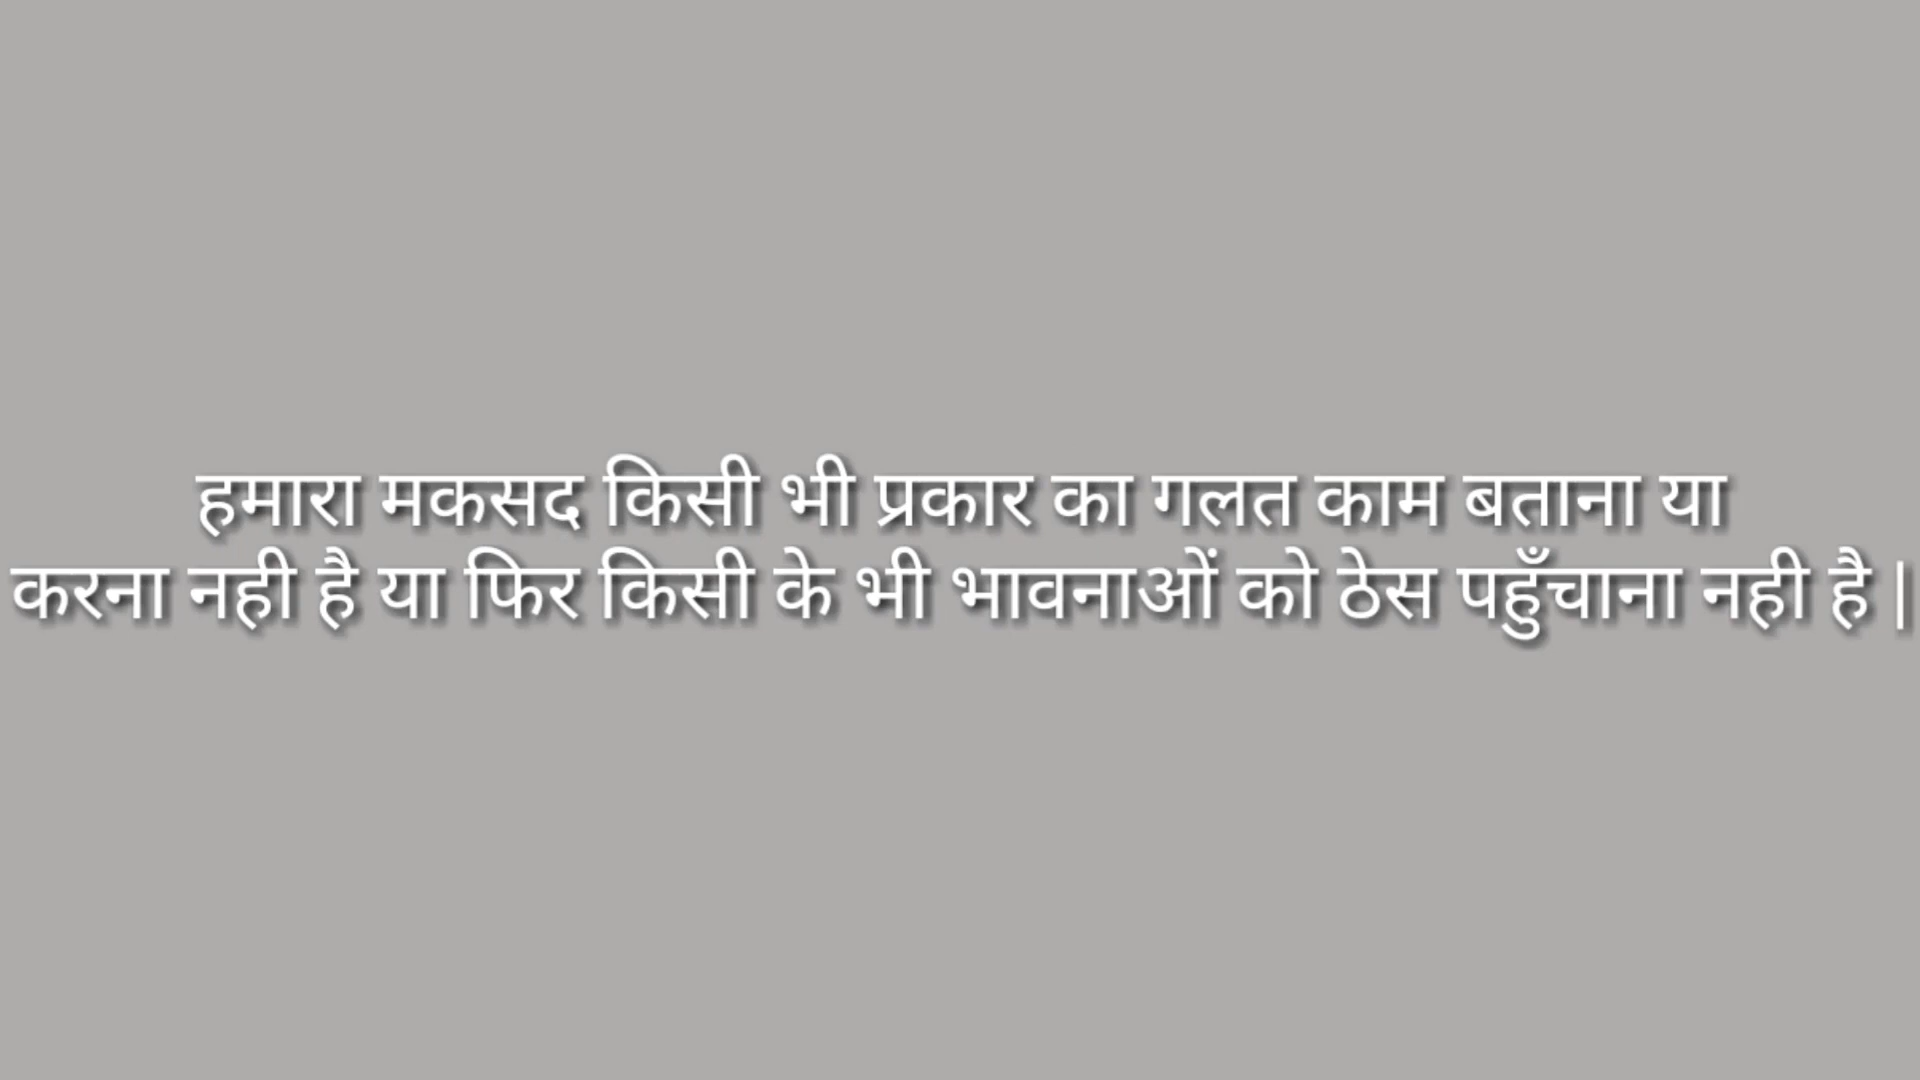 हमारा मकसद किसी भी प्रकार का गलत काम बताना या
करना नही है या फिर किसी के भी भावनाओं को ठेस पहुँचाना नही है |